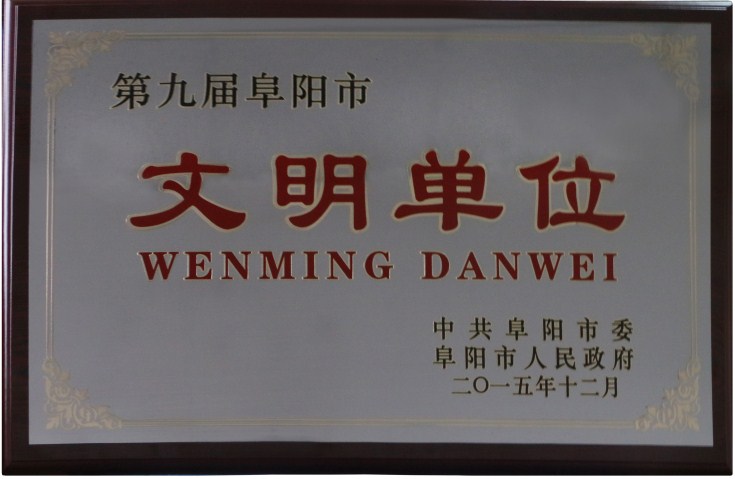 第九届阜阳市
文明单位
WENMING DANWEI
中共阜阳市委
阜阳市人民政府
二〇一五年十二月